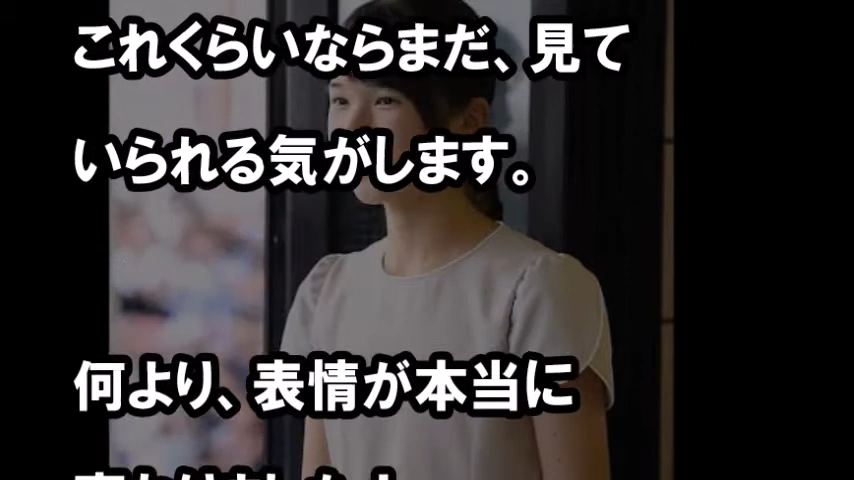 これくらいならまだ、見て
いられる気がします。
何より、表情が本当に